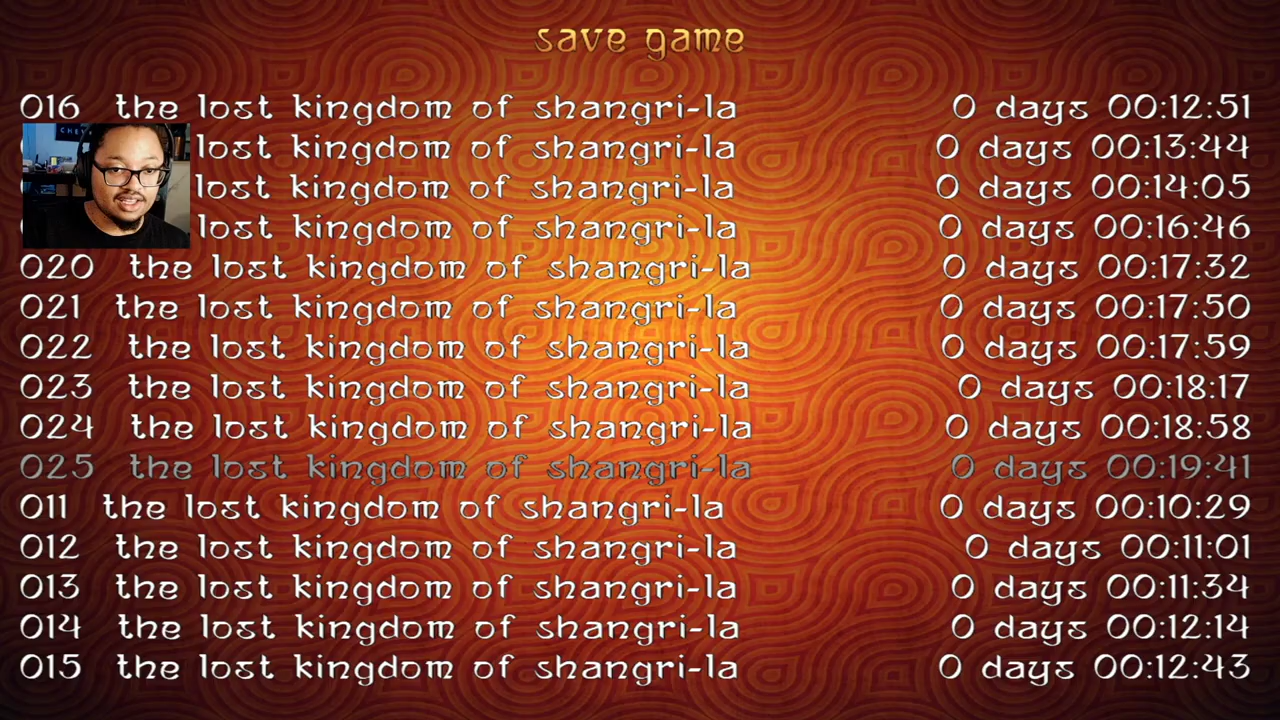 save game
016 the lost kingdom of shangri-la 0 days 00:12:51
lost kingdom of shangri-la 0 days 00:13:44
lost kingdom of shangri-la 0 days 00:14:05
lost kingdom of shangri-la 0 days 00:16:46
020 the lost kingdom of shangri-la 0 days 00:17:32
021 the lost kingdom of shangri-la 0 days 00:17:50
022 the lost kingdom of shangri-la 0 days 00:17:59
023 the lost kingdom of shangri-la 0 days 00:18:17
024 the lost kingdom of shangri-la 0 days 00:18:58
025 the lost kingdom of shangri-la 0 days 00:19:41
011 the lost kingdom of shangri-la 0 days 00:10:29
012 the lost kingdom of shangri-la 0 days 00:11:01
013 the lost kingdom of shangri-la 0 days 00:11:34
014 the lost kingdom of shangri-la 0 days 00:12:14
015 the lost kingdom of shangri-la 0 days 00:12:43